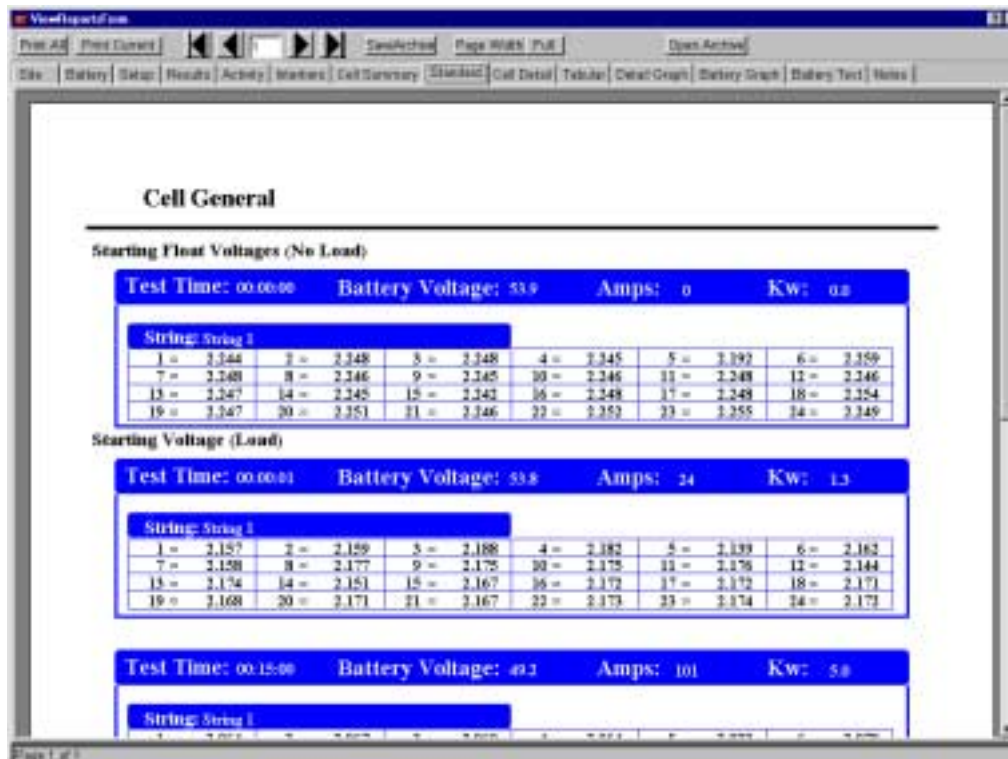 ViewReportsForm
Print All Print Current 1 Save/Archive Page Width Full Open Archive
Site Battery Setup Results Activity Inter-tiers Cell Summary Standard Cell Detail Tabular Detail Graph Battery Graph Battery Text Notes
Cell General
Starting Float Voltages (No Load)
Test Time: 00:00:00 Battery Voltage: 53.9 Amps: 0 Kw: 0.0
String: String 1
1 = 2.244 2 = 2.248 3 = 2.248 4 = 2.245 5 = 2.192 6 = 2.259
7 = 2.248 8 = 2.246 9 = 2.245 10 = 2.246 11 = 2.248 12 = 2.246
13 = 2.247 14 = 2.245 15 = 2.242 16 = 2.248 17 = 2.248 18 = 2.254
19 = 2.247 20 = 2.251 21 = 2.246 22 = 2.252 23 = 2.255 24 = 2.249
Starting Voltage (Load)
Test Time: 00:00:01 Battery Voltage: 53.8 Amps: 24 Kw: 1.3
String: String 1
1 = 2.157 2 = 2.159 3 = 2.188 4 = 2.182 5 = 2.139 6 = 2.162
7 = 2.158 8 = 2.177 9 = 2.175 10 = 2.175 11 = 2.176 12 = 2.144
13 = 2.174 14 = 2.151 15 = 2.167 16 = 2.172 17 = 2.172 18 = 2.171
19 = 2.168 20 = 2.171 21 = 2.167 22 = 2.173 23 = 2.174 24 = 2.172
Test Time: 00:15:00 Battery Voltage: 49.2 Amps: 101 Kw: 5.0
String: String 1
Page 1 of 3